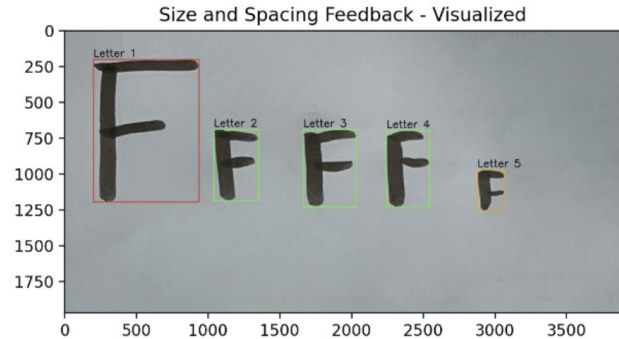 Size and Spacing Feedback - Visualized
0
250
500
750
1000
1250
1500
1750
Letter 1
Letter 2
Letter 3
Letter 4
Letter 5
F F F F F
0 500 1000 1500 2000 2500 3000 3500